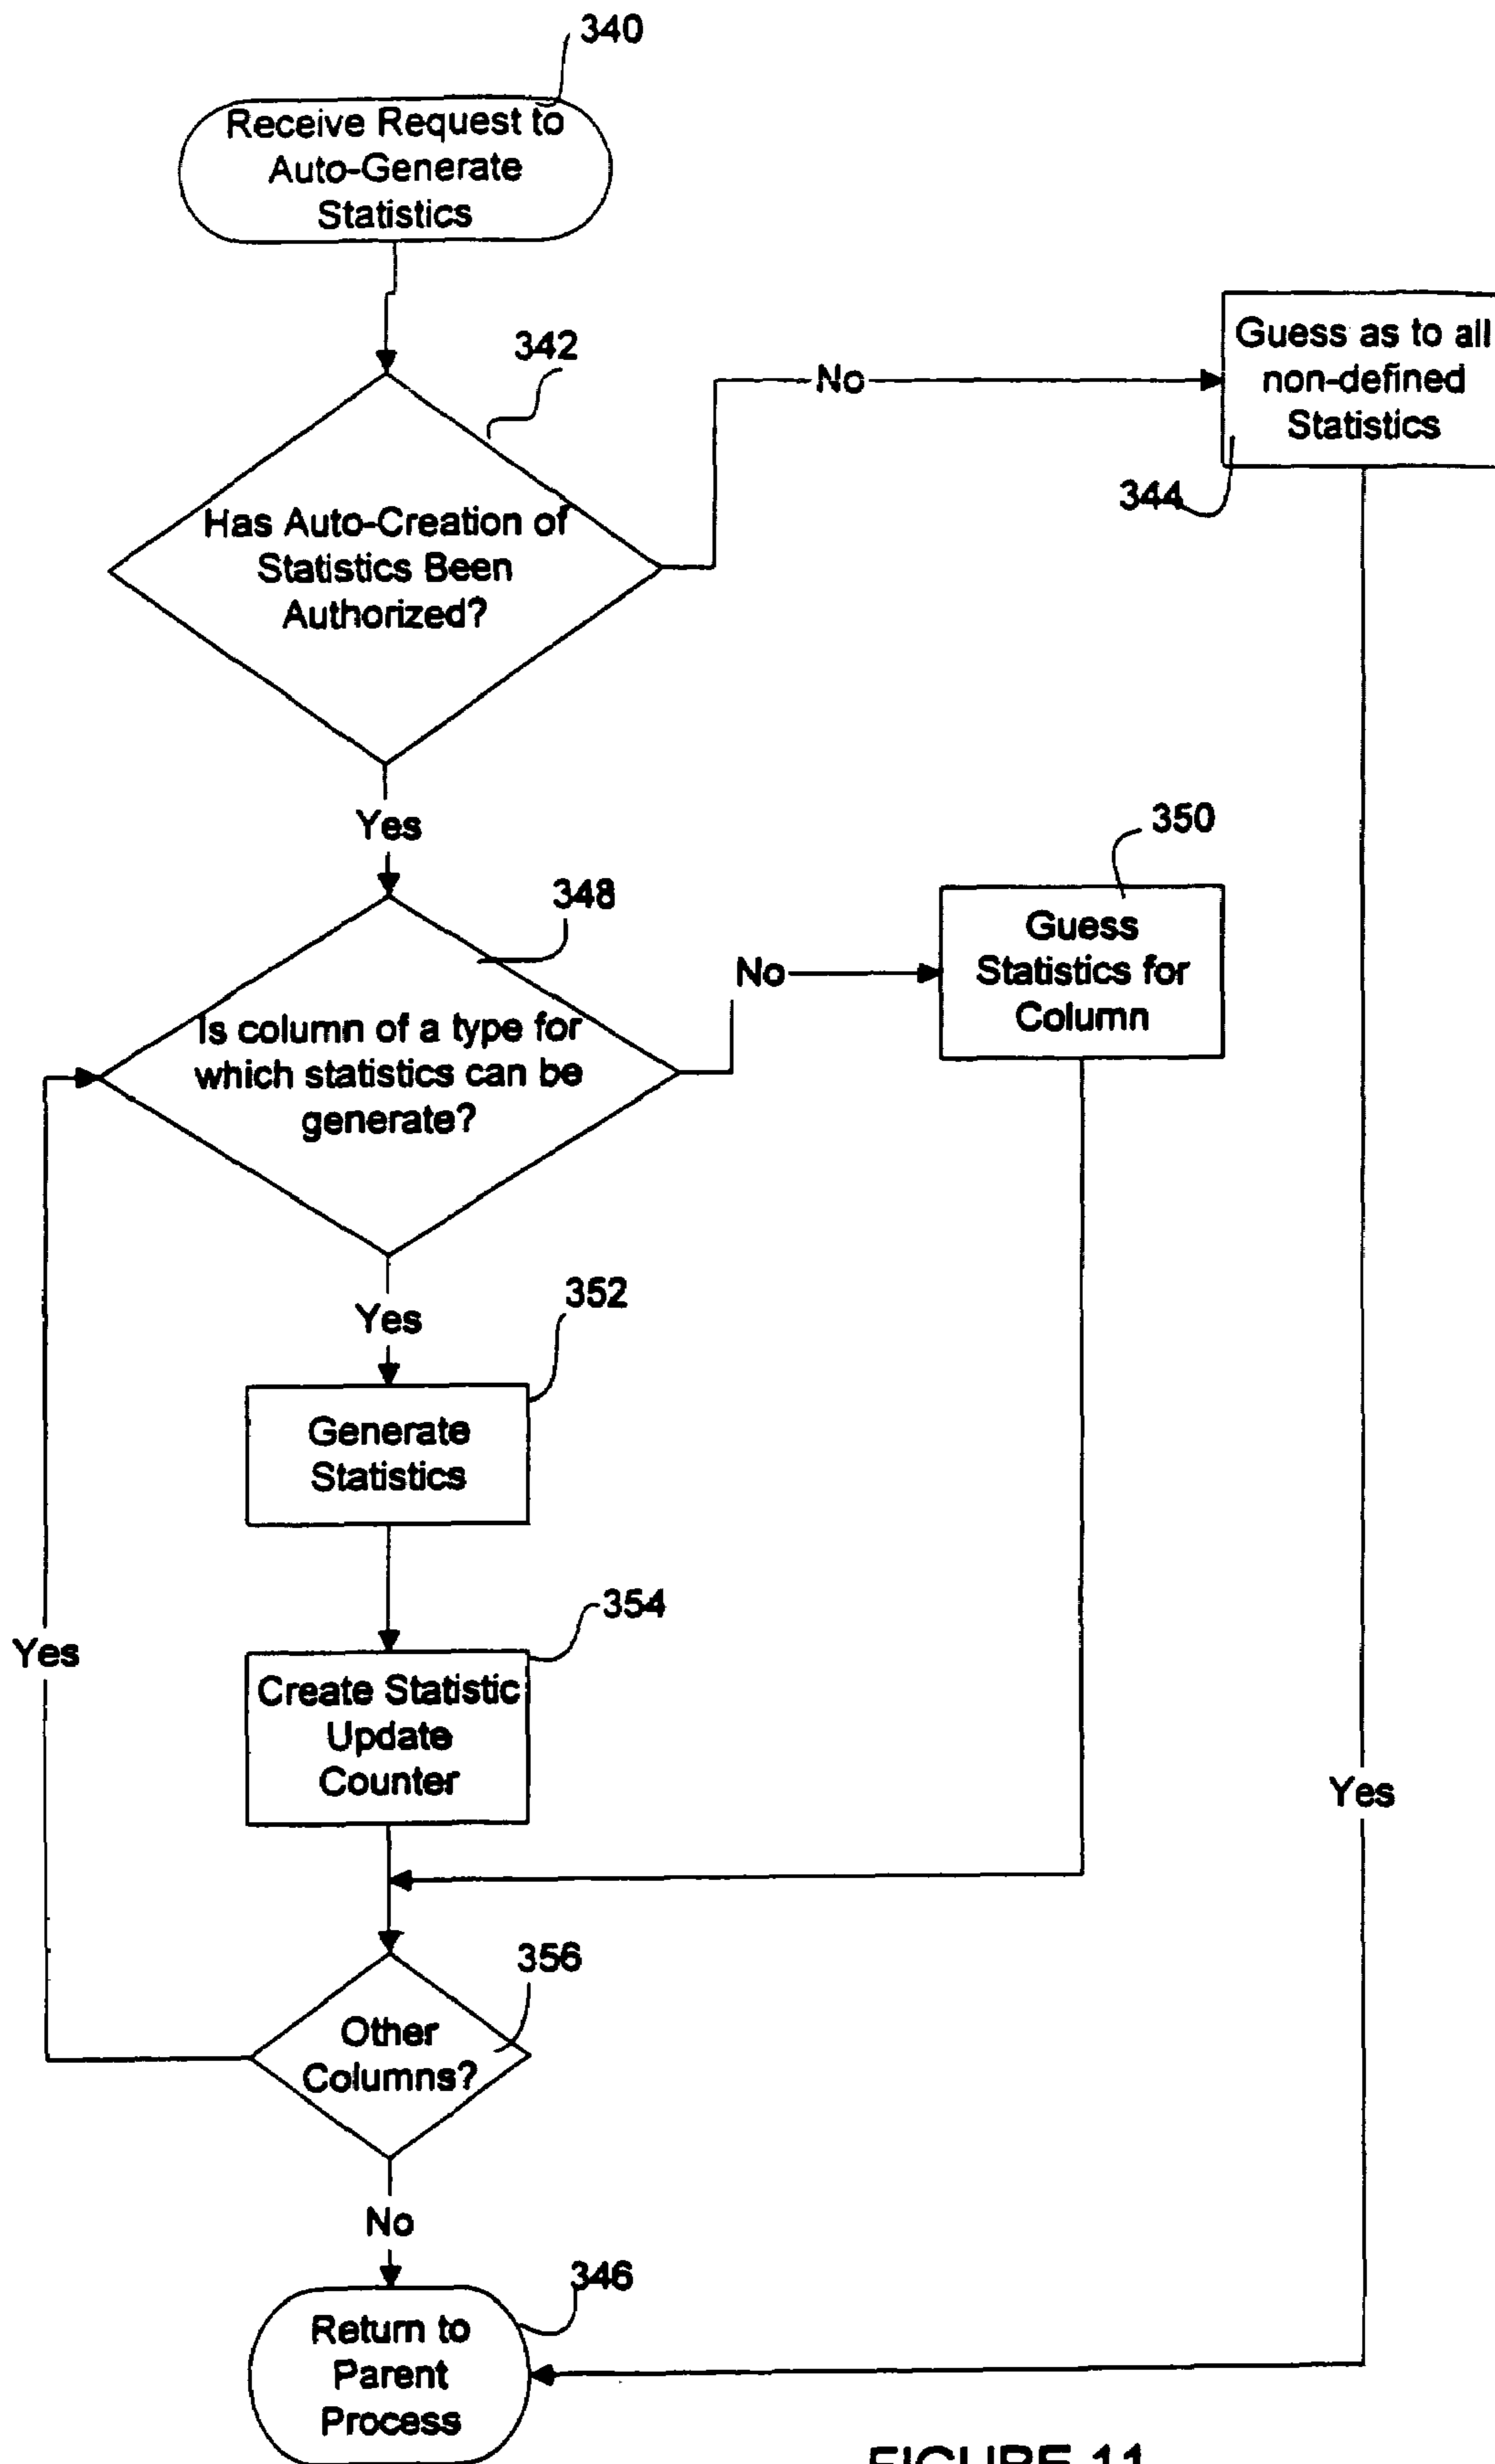 340
Receive Request to
Auto-Generate
Statistics
342
No
Guess as to all
non-defined
Statistics
344
Has Auto-Creation of
Statistics Been
Authorized?
Yes
350
348
Guess
Statistics for
Column
No
Is column of a type for
which statistics can be
generate?
352
Yes
Generate
Statistics
354
Yes
Create Statistic
Update
Counter
Yes
356
Other
Columns?
No
346
Return to
Parent
Process
FIGURE 11